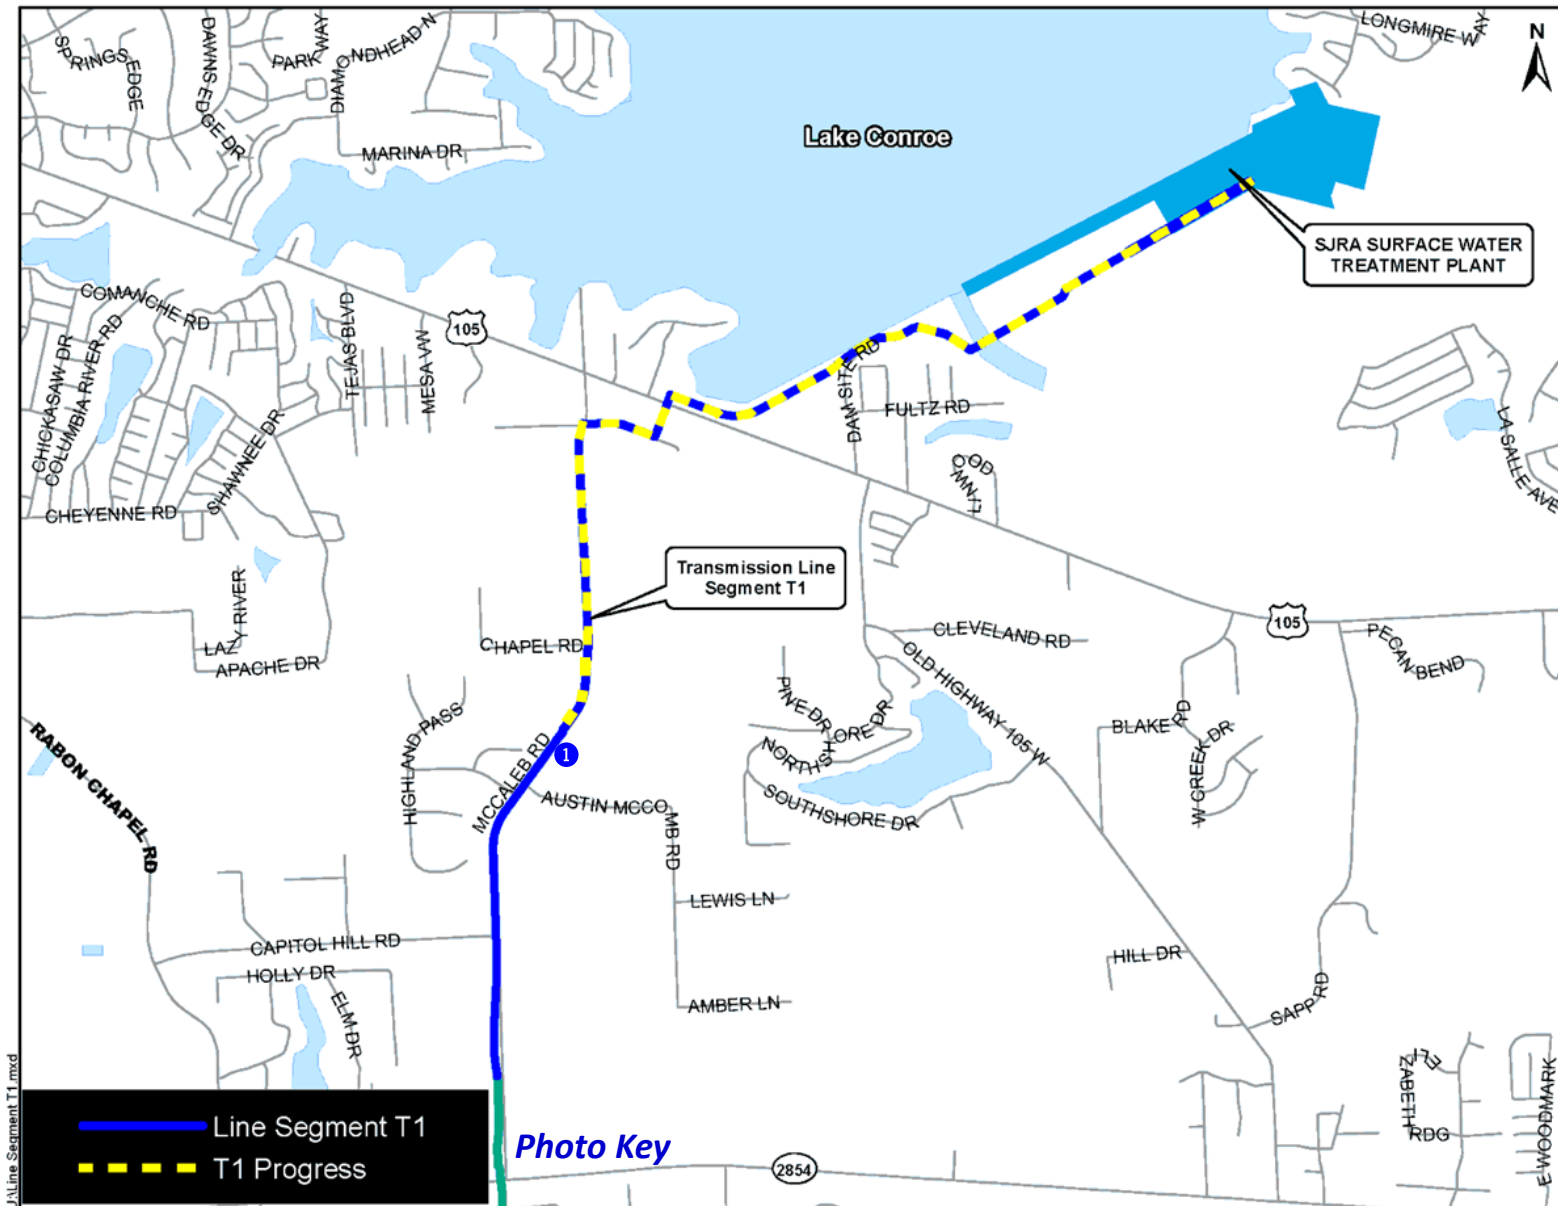 LONGMIRE WAY
N
SPRINGS EDGE
DAWNS EDGE DR
PARK WAY
DIAMONDHEAD N
MARINA DR
Lake Conroe
SJRA SURFACE WATER
TREATMENT PLANT
COMANCHE RD
CHICKASAW DR
COLUMBIA RIVER RD
TEJAS BLVD
MESA VW
105
SHAWNEE DR
CHEYENNE RD
DAM SITE RD
FULTZ RD
LYNWOOD
LA SALLE AVE
Transmission Line
Segment T1
LAZY RIVER
APACHE DR
CHAPEL RD
CLEVELAND RD
105
PECAN BEND
OLD HIGHWAY 105 W
RABON CHAPEL RD
HIGHLAND PASS
MCCALEB RD
1
PINE DR
NORTHSHORE DR
SOUTHSHORE DR
BLAKE RD
W CREEK DR
AUSTIN MCCOMB RD
LEWIS LN
CAPITOL HILL RD
HOLLY DR
ELM DR
AMBER LN
HILL DR
SAPP RD
ELIZABETH RDG
E WOODMARK
J:\Line Segment T1.mxd
Line Segment T1
T1 Progress
Photo Key
2854